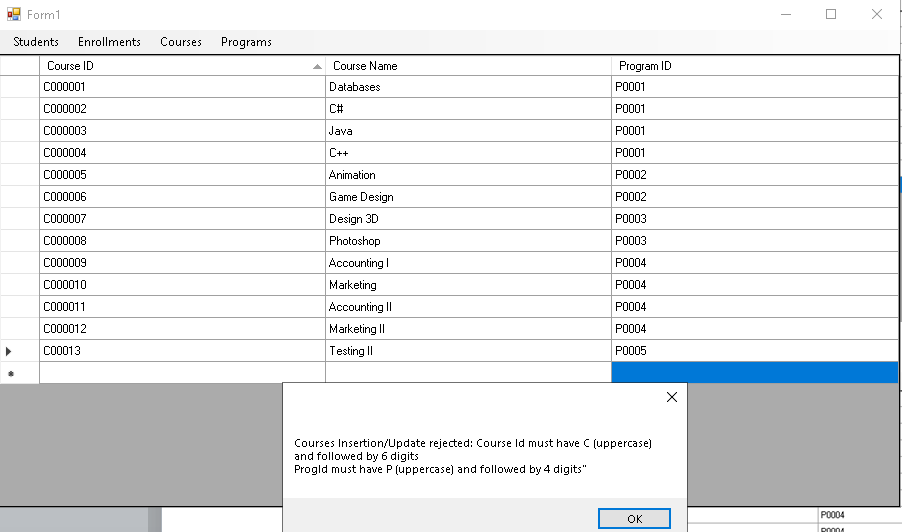 Form1
Students Enrollments Courses Programs
Course ID Course Name Program ID
C000001 Databases P0001
C000002 C# P0001
C000003 Java P0001
C000004 C++ P0001
C000005 Animation P0002
C000006 Game Design P0002
C000007 Design 3D P0003
C000008 Photoshop P0003
C000009 Accounting I P0004
C000010 Marketing P0004
C000011 Accounting II P0004
C000012 Marketing II P0004
C00013 Testing II P0005
Courses Insertion/Update rejected: Course Id must have C (uppercase)
and followed by 6 digits
ProgId must have P (uppercase) and followed by 4 digits"
OK
P0004
P0004